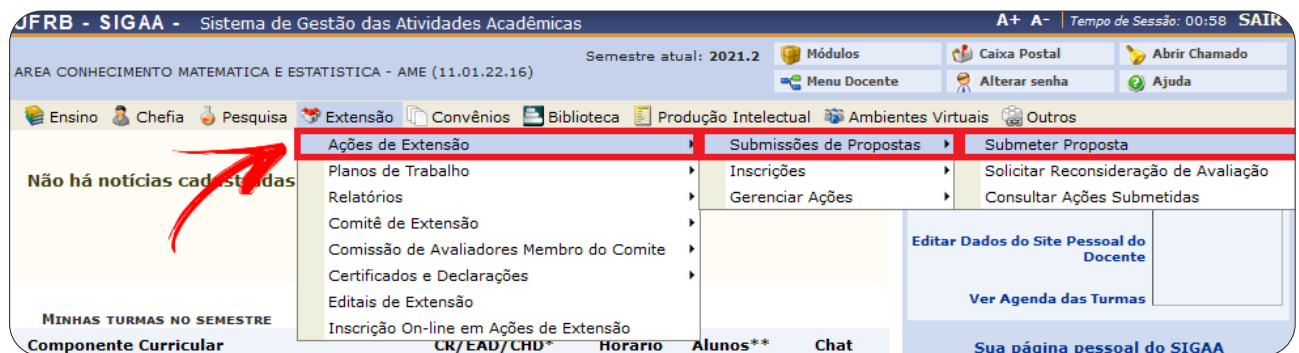 UFRB - SIGAA - Sistema de Gestão das Atividades Acadêmicas A+ A- | Tempo de Sessão: 00:58 SAIR
Semestre atual: 2021.2 Módulos Caixa Postal Abrir Chamado
AREA CONHECIMENTO MATEMATICA E ESTATISTICA - AME (11.01.22.16)
Menu Docente Alterar senha Ajuda
Ensino Chefia Pesquisa Extensão Convênios Biblioteca Produção Intelectual Ambientes Virtuais Outros
Ações de Extensão Submissões de Propostas Submeter Proposta
Não há notícias cadastradas Planos de Trabalho Inscrições Solicitar Reconsideração de Avaliação
Relatórios Gerenciar Ações Consultar Ações Submetidas
Comitê de Extensão
Comissão de Avaliadores Membro do Comite
Certificados e Declarações
Editais de Extensão
Inscrição On-line em Ações de Extensão
Editar Dados do Site Pessoal do
Docente
Ver Agenda das Turmas
MINHAS TURMAS NO SEMESTRE
Componente Curricular CR/EAD/CHD* Horário Alunos** Chat
Sua página pessoal do SIGAA